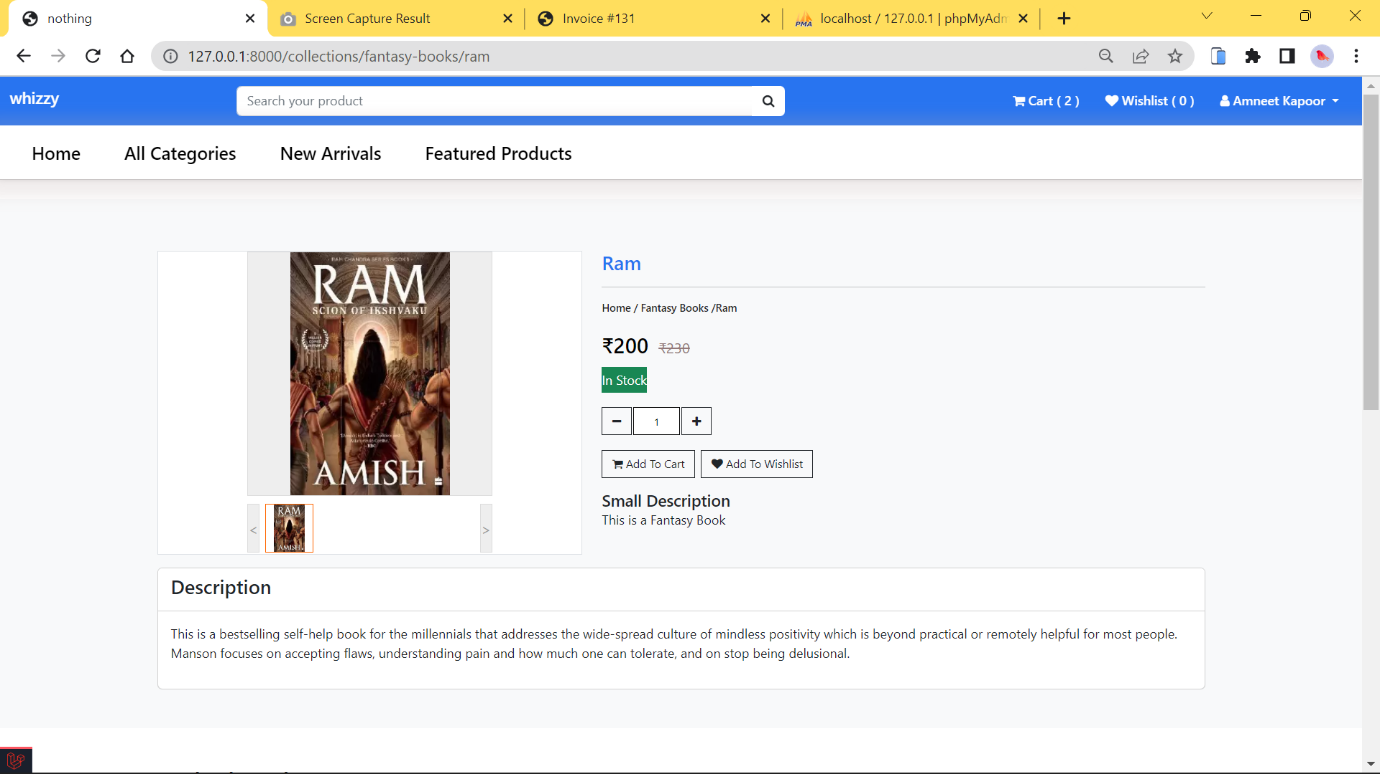 nothing
Screen Capture Result
Invoice #131
localhost / 127.0.0.1 | phpMyAdm
127.0.0.1:8000/collections/fantasy-books/ram
whizzy
Search your product
Cart ( 2 )
Wishlist ( 0 )
Amneet Kapoor
Home
All Categories
New Arrivals
Featured Products
RAM
SCION OF IKSHVAKU
AMISH
<
RAM
AMISH
>
Ram
Home / Fantasy Books /Ram
₹200 ₹230
In Stock
− 1 +
Add To Cart
Add To Wishlist
Small Description
This is a Fantasy Book
Description
This is a bestselling self-help book for the millennials that addresses the wide-spread culture of mindless positivity which is beyond practical or remotely helpful for most people.
Manson focuses on accepting flaws, understanding pain and how much one can tolerate, and on stop being delusional.